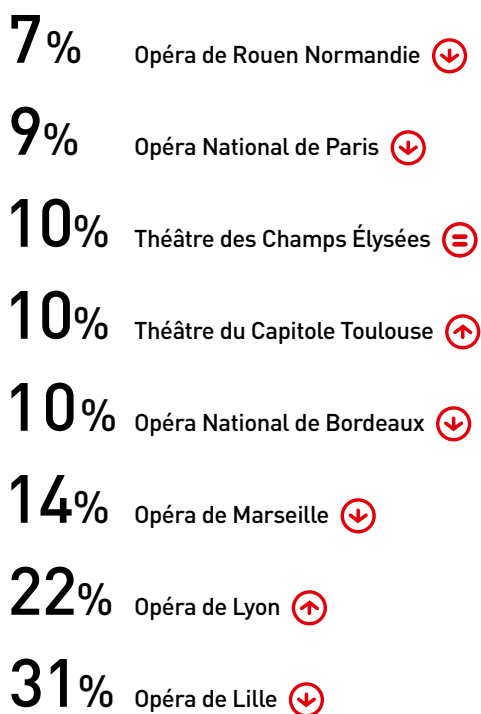 7% Opéra de Rouen Normandie
9% Opéra National de Paris
10% Théâtre des Champs Élysées
10% Théâtre du Capitole Toulouse
10% Opéra National de Bordeaux
14% Opéra de Marseille
22% Opéra de Lyon
31% Opéra de Lille